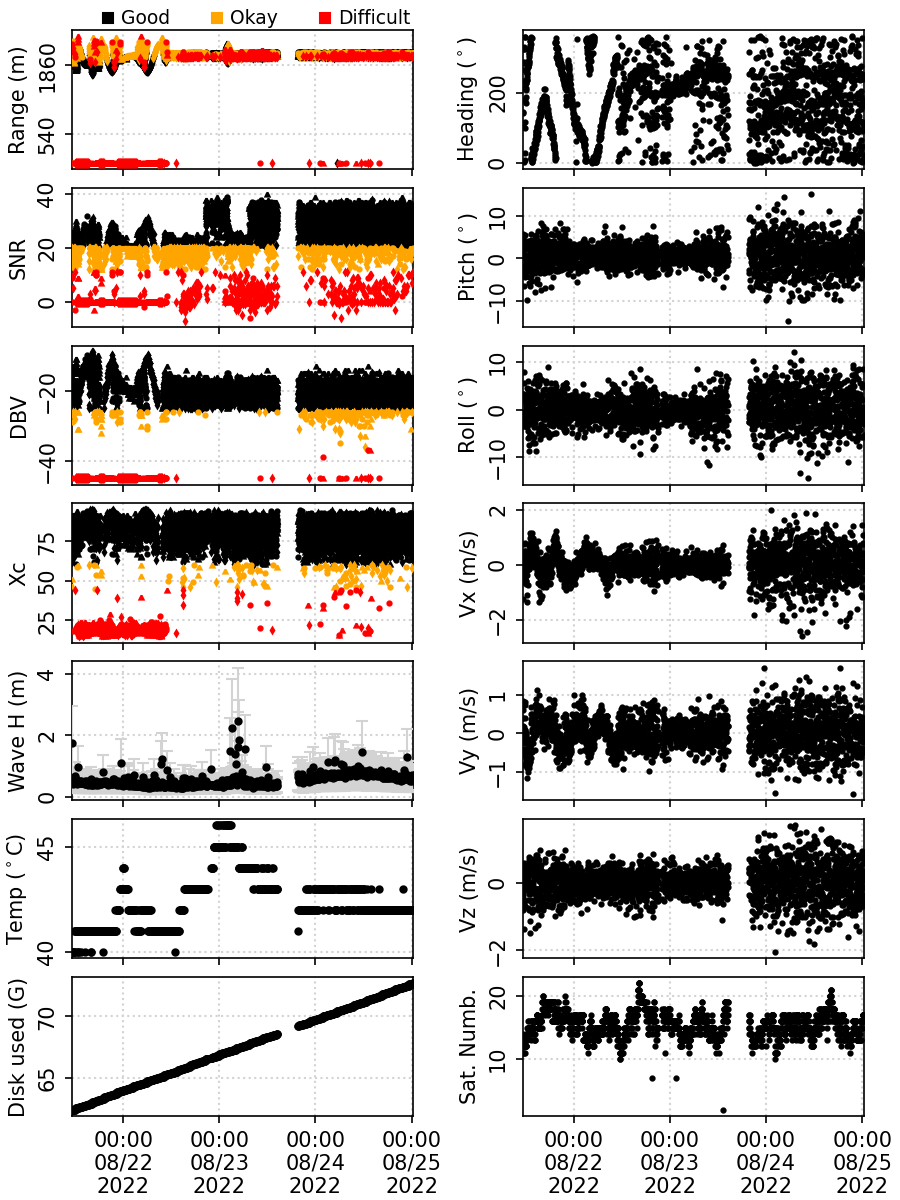 Good Okay Difficult
Range (m)
1860
540
Heading (°)
200
0
SNR
40
20
0
Pitch (°)
10
0
−10
DBV
−20
−40
Roll (°)
10
0
−10
Xc
75
50
25
Vx (m/s)
2
0
−2
Wave H (m)
4
2
0
Vy (m/s)
1
0
−1
Temp (°C)
45
40
Vz (m/s)
0
−2
Disk used (G)
70
65
Sat. Numb.
20
10
00:00 00:00 00:00 00:00 00:00 00:00 00:00 00:00
08/22 08/23 08/24 08/25 08/22 08/23 08/24 08/25
2022 2022 2022 2022 2022 2022 2022 2022